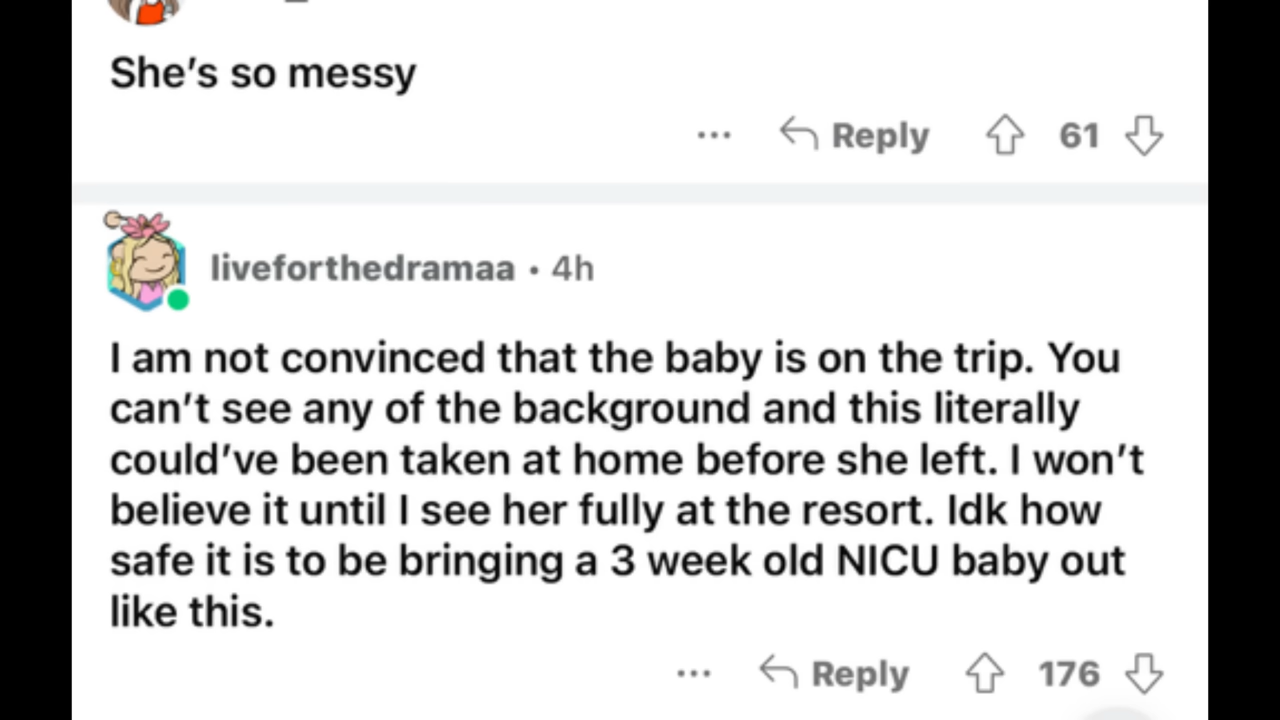 She's so messy
... Reply 61
liveforthedramaa • 4h
I am not convinced that the baby is on the trip. You
can't see any of the background and this literally
could've been taken at home before she left. I won't
believe it until I see her fully at the resort. Idk how
safe it is to be bringing a 3 week old NICU baby out
like this.
... Reply 176